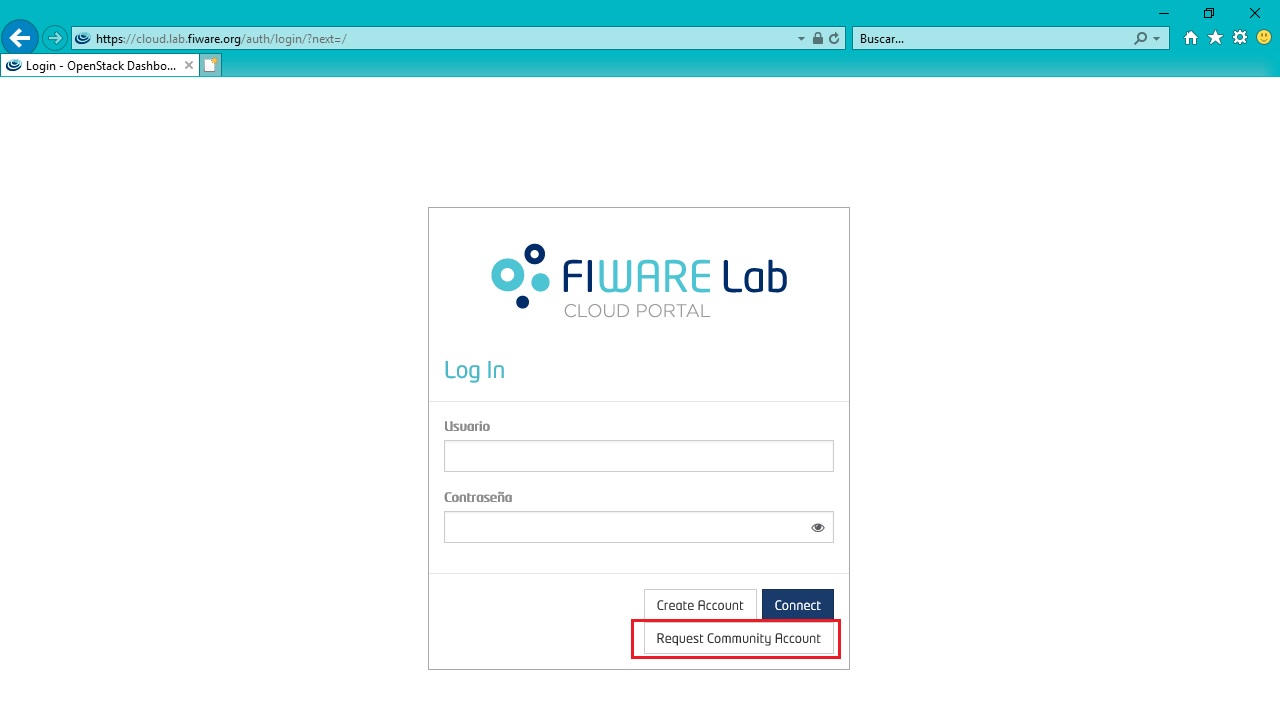 https://cloud.lab.fiware.org/auth/login/?next=/
Buscar...
Login - OpenStack Dashbo...
FIWARE Lab
CLOUD PORTAL
Log In
Usuario
Contraseña
Create Account
Connect
Request Community Account